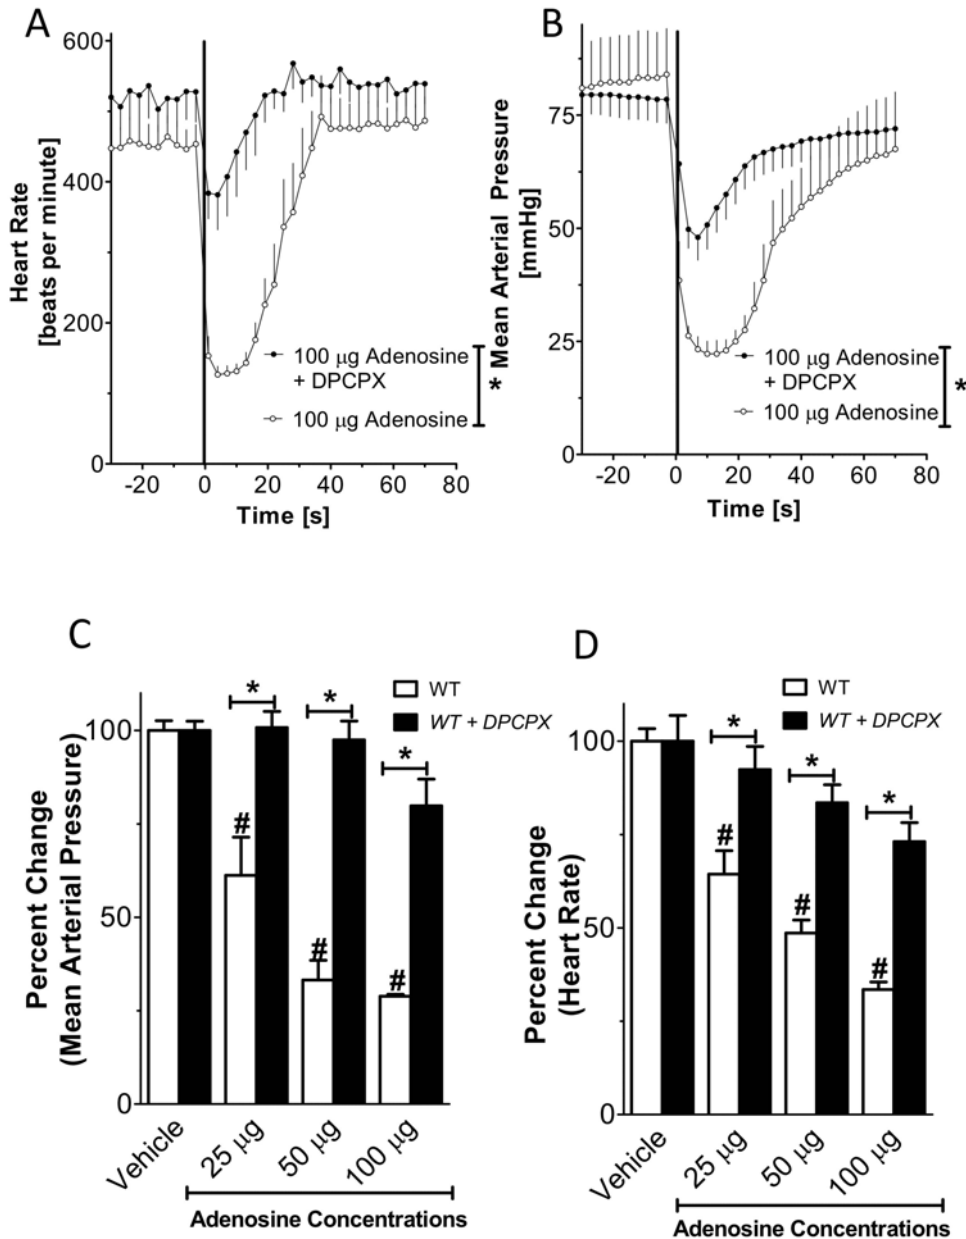 A
Heart Rate
[beats per minute]
600
400
200
0
-20 0 20 40 60 80
Time [s]
100 µg Adenosine
+ DPCPX
100 µg Adenosine
*
B
Mean Arterial Pressure
[mmHg]
75
50
25
0
-20 0 20 40 60 80
Time [s]
100 µg Adenosine
+ DPCPX
100 µg Adenosine
*
C
Percent Change
(Mean Arterial Pressure)
100
50
0
WT
WT + DPCPX
* * *
# # #
Vehicle 25 µg 50 µg 100 µg
Adenosine Concentrations
D
Percent Change
(Heart Rate)
100
50
0
WT
WT + DPCPX
* * *
# # #
Vehicle 25 µg 50 µg 100 µg
Adenosine Concentrations